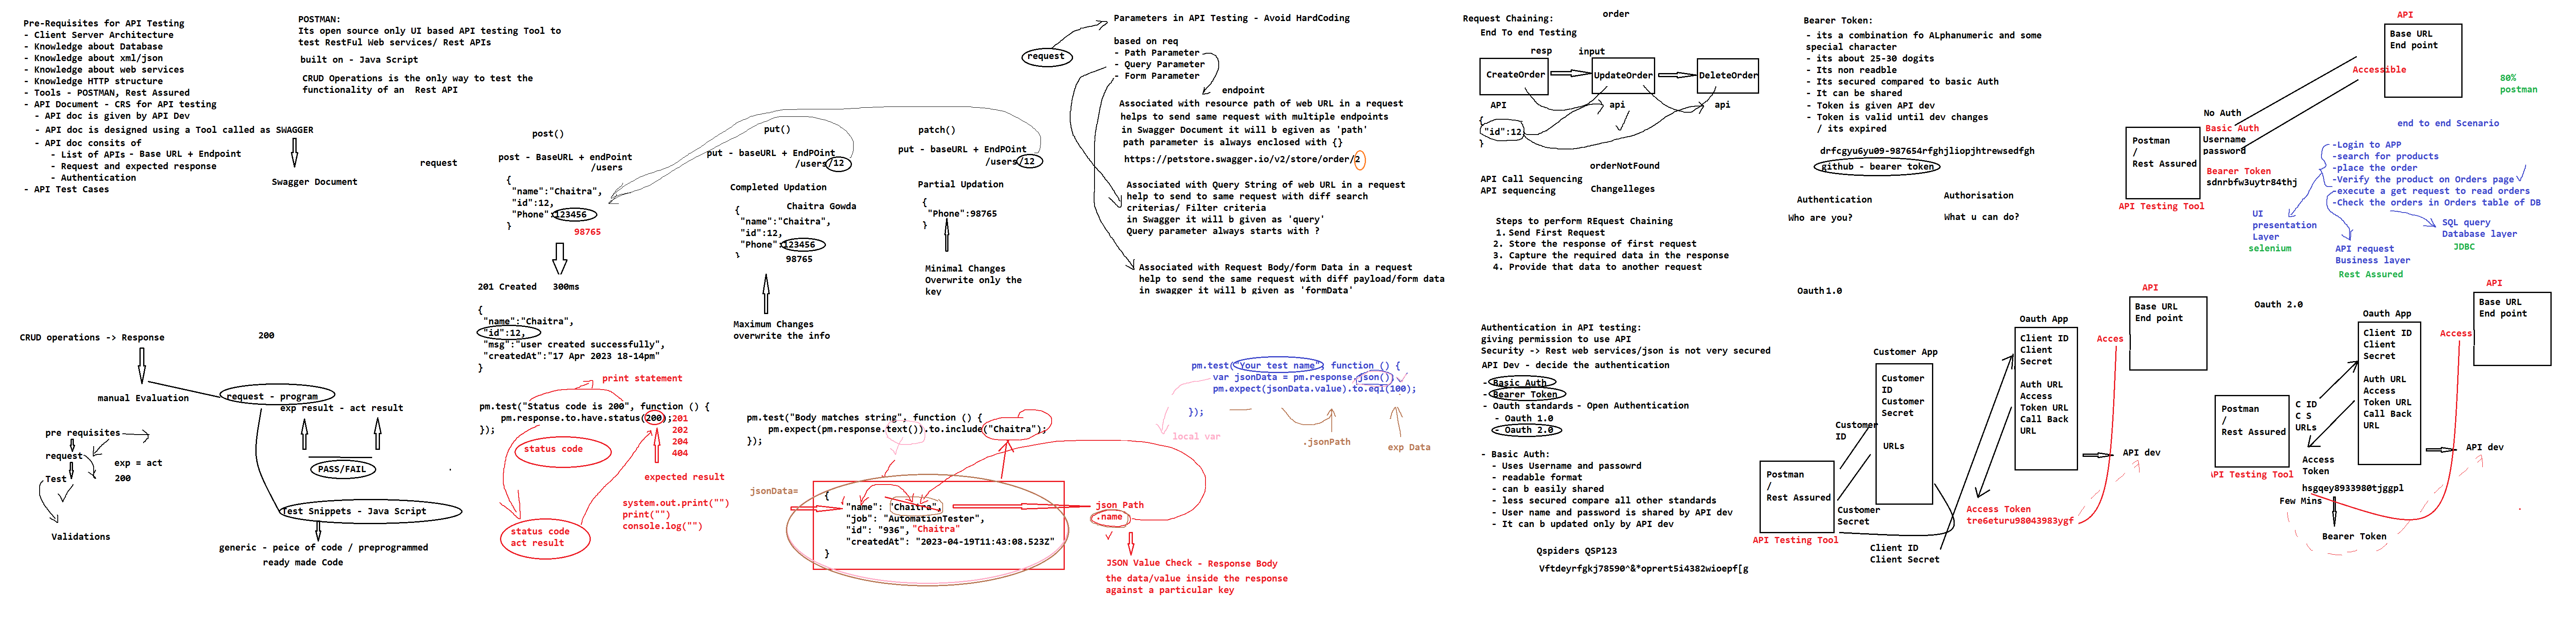 Pre-Requisites for API Testing
- Client Server Architecture
- Knowledge about Database
- Knowledge about xml/json
- Knowledge about web services
- Knowledge HTTP structure
- Tools - POSTMAN, Rest Assured
- API Document - CRS for API testing
- API doc is given by API Dev
- API doc is designed using a Tool called as SWAGGER
- API doc consits of
- List of APIs - Base URL + Endpoint
- Request and expected response
- Authentication
- API Test Cases
Swagger Document
POSTMAN:
Its open source only UI based API testing Tool to
test RestFul Web services/ Rest APIs
built on - Java Script
CRUD Operations is the only way to test the
functionality of an  Rest API
request
post()
post - BaseURL + endPoint
/users
{
"name":"Chaitra",
"id":12,
"Phone":123456
}
98765
201 Created   300ms
{
"name":"Chaitra",
"id":12,
"msg":"user created successfully",
"createdAt":"17 Apr 2023 18-14pm"
}
put()
put - baseURL + EndPOint
/users/12
Completed Updation
Chaitra Gowda
{
"name":"Chaitra",
"id":12,
"Phone":123456
}
98765
Maximum Changes
overwrite the info
patch()
put - baseURL + EndPOint
/users/12
Partial Updation
{
"Phone":98765
}
Minimal Changes
Overwrite only the
key
request
Parameters in API Testing - Avoid HardCoding
based on req
- Path Parameter
- Query Parameter
- Form Parameter
endpoint
Associated with resource path of web URL in a request
helps to send same request with multiple endpoints
in Swagger Document it will b egiven as 'path'
path parameter is always enclosed with {}
https://petstore.swagger.io/v2/store/order/2
Associated with Query String of web URL in a request
help to send to same request with diff search
criterias/ Filter criteria
in Swagger it will b given as 'query'
Query parameter always starts with ?
Associated with Request Body/form Data in a request
help to send the same request with diff payload/form data
in swagger it will b given as 'formData'
Request Chaining:
End To end Testing
order
resp
input
CreateOrder
UpdateOrder
DeleteOrder
API
api
api
{
"id":12
}
orderNotFound
API Call Sequencing
API sequencing
Changelleges
Steps to perform REquest Chaining
1. Send First Request
2. Store the response of first request
3. Capture the required data in the response
4. Provide that data to another request
Bearer Token:
- its a combination fo ALphanumeric and some
special character
- its about 25-30 dogits
- Its non readble
- Its secured compared to basic Auth
- It can be shared
- Token is given API dev
- Token is valid until dev changes
/ its expired
drfcgyu6yu09-987654rfghjliopjhtrewsedfgh
github - bearer token
Authentication
Who are you?
Authorisation
What u can do?
API
Base URL
End point
Accessible
No Auth
Basic Auth
Username
password
Bearer Token
sdnrbfw3uytr84thj
Postman
/
Rest Assured
API Testing Tool
80%
postman
end to end Scenario
-Login to APP
-search for products
-place the order
-Verify the product on Orders page
-execute a get request to read orders
-Check the orders in Orders table of DB
UI
presentation
Layer
selenium
API request
Business layer
Rest Assured
SQL query
Database layer
JDBC
CRUD operations -> Response
200
manual Evaluation
request - program
exp result - act result
PASS/FAIL
pre requisites
request
Test
exp = act
200
Validations
Test Snippets - Java Script
generic - peice of code / preprogrammed
ready made Code
print statement
pm.test("Status code is 200", function () {
pm.response.to.have.status(200);
});
201
202
204
404
status code
expected result
status code
act result
system.out.print("")
print("")
console.log("")
pm.test("Body matches string", function () {
pm.expect(pm.response.text()).to.include("Chaitra");
});
jsonData=
{
"name": "Chaitra",
"job": "AutomationTester",
"id": "936", "Chaitra"
"createdAt": "2023-04-19T11:43:08.523Z"
}
json Path
.name
JSON Value Check - Response Body
the data/value inside the response
against a particular key
pm.test("Your test name", function () {
var jsonData = pm.response.json();
pm.expect(jsonData.value).to.eql(100);
});
local var
.jsonPath
exp Data
Authentication in API testing:
giving permission to use API
Security -> Rest web services/json is not very secured
API Dev - decide the authentication
- Basic Auth
- Bearer Token
- Oauth standards - Open Authentication
- Oauth 1.0
- Oauth 2.0
- Basic Auth:
- Uses Username and passowrd
- readable format
- can b easily shared
- less secured compare all other standards
- User name and password is shared by API dev
- It can b updated only by API dev
Qspiders QSP123
Vftdeyrfgkj78590^&*oprert5i4382wioepf[g
Oauth1.0
Customer App
Customer
ID
Customer
Secret
URLs
Customer
ID
Postman
/
Rest Assured
API Testing Tool
Customer
Secret
Client ID
Client Secret
Oauth App
Client ID
Client
Secret
Auth URL
Access
Token URL
Call Back
URL
API
Base URL
End point
Acces
API dev
Access Token
tre6eturu98043983ygf
Oauth 2.0
Oauth App
Client ID
Client
Secret
Auth URL
Access
Token URL
Call Back
URL
API
Base URL
End point
Access
Postman
/
Rest Assured
API Testing Tool
C ID
C S
URLs
API dev
Access
Token
hsgqey8933980tjggpl
Few Mins
Bearer Token